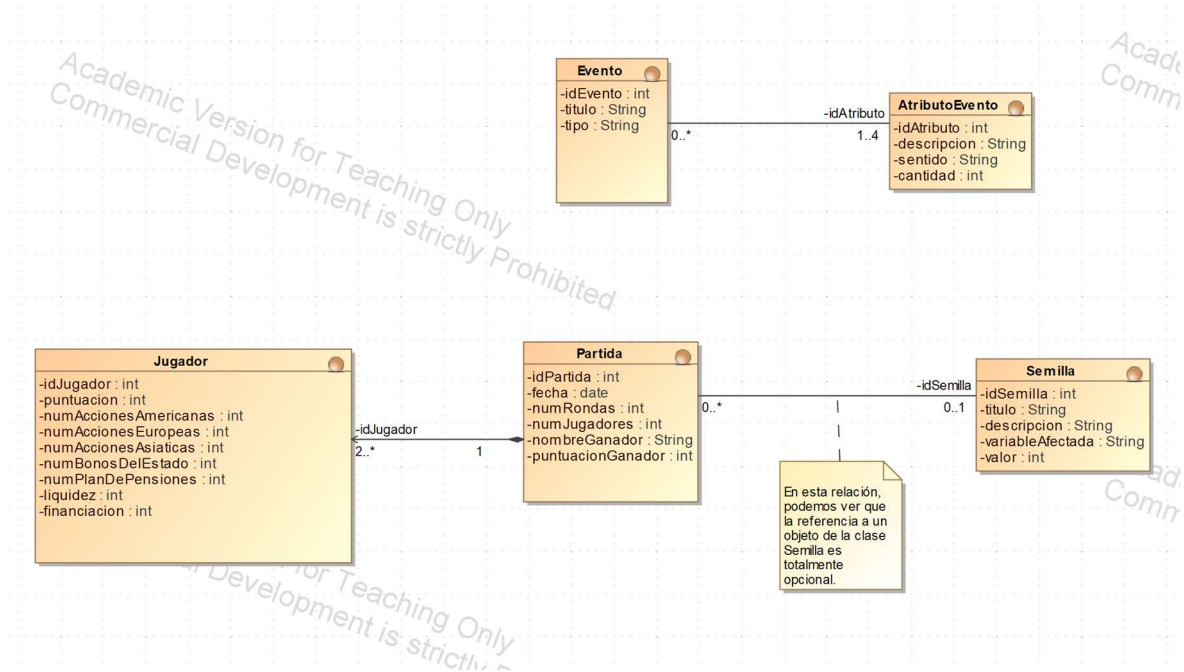 Academic Version for Teaching Only
Commercial Development is strictly Prohibited
Evento
-idEvento : int
-titulo : String
-tipo : String
0..*
-idAtributo
1..4
AtributoEvento
-idAtributo : int
-descripcion : String
-sentido : String
-cantidad : int
Jugador
-idJugador : int
-puntuacion : int
-numAccionesAmericanas : int
-numAccionesEuropeas : int
-numAccionesAsiaticas : int
-numBonosDelEstado : int
-numPlanDePensiones : int
-liquidez : int
-financiacion : int
-idJugador
2..*
1
Partida
-idPartida : int
-fecha : date
-numRondas : int
-numJugadores : int
-nombreGanador : String
-puntuacionGanador : int
0..*
-idSemilla
0..1
Semilla
-idSemilla : int
-titulo : String
-descripcion : String
-variableAfectada : String
-valor : int
En esta relación,
podemos ver que
la referencia a un
objeto de la clase
Semilla es
totalmente
opcional.
for Teaching Only
Development is strictly